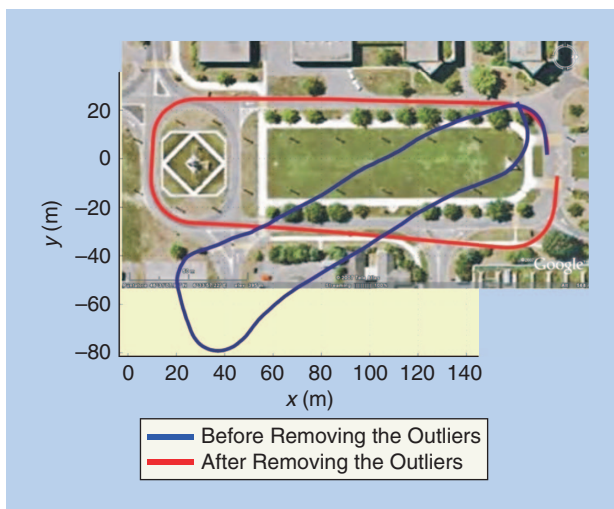 20
0
−20
−40
−60
−80
y (m)
Google
0 20 40 60 80 100 120 140
x (m)
Before Removing the Outliers
After Removing the Outliers